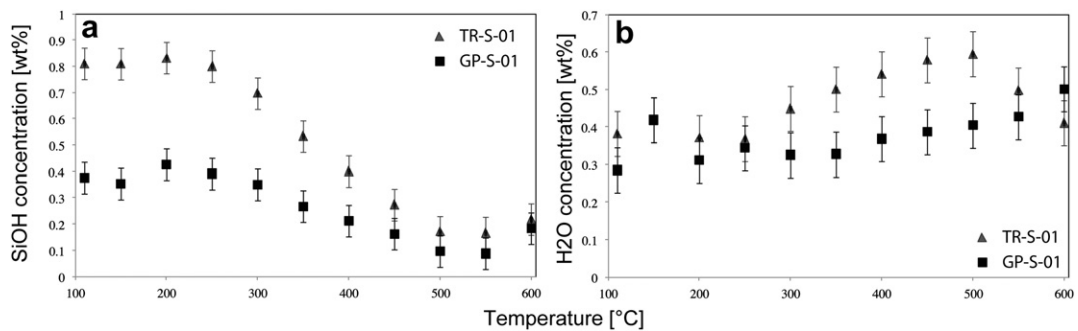 a
TR-S-01
GP-S-01
SiOH concentration [wt%]
1
0.9
0.8
0.7
0.6
0.5
0.4
0.3
0.2
0.1
0
100 200 300 400 500 600
b
TR-S-01
GP-S-01
H2O concentration [wt%]
0.7
0.6
0.5
0.4
0.3
0.2
0.1
0
100 200 300 400 500 600
Temperature [°C]